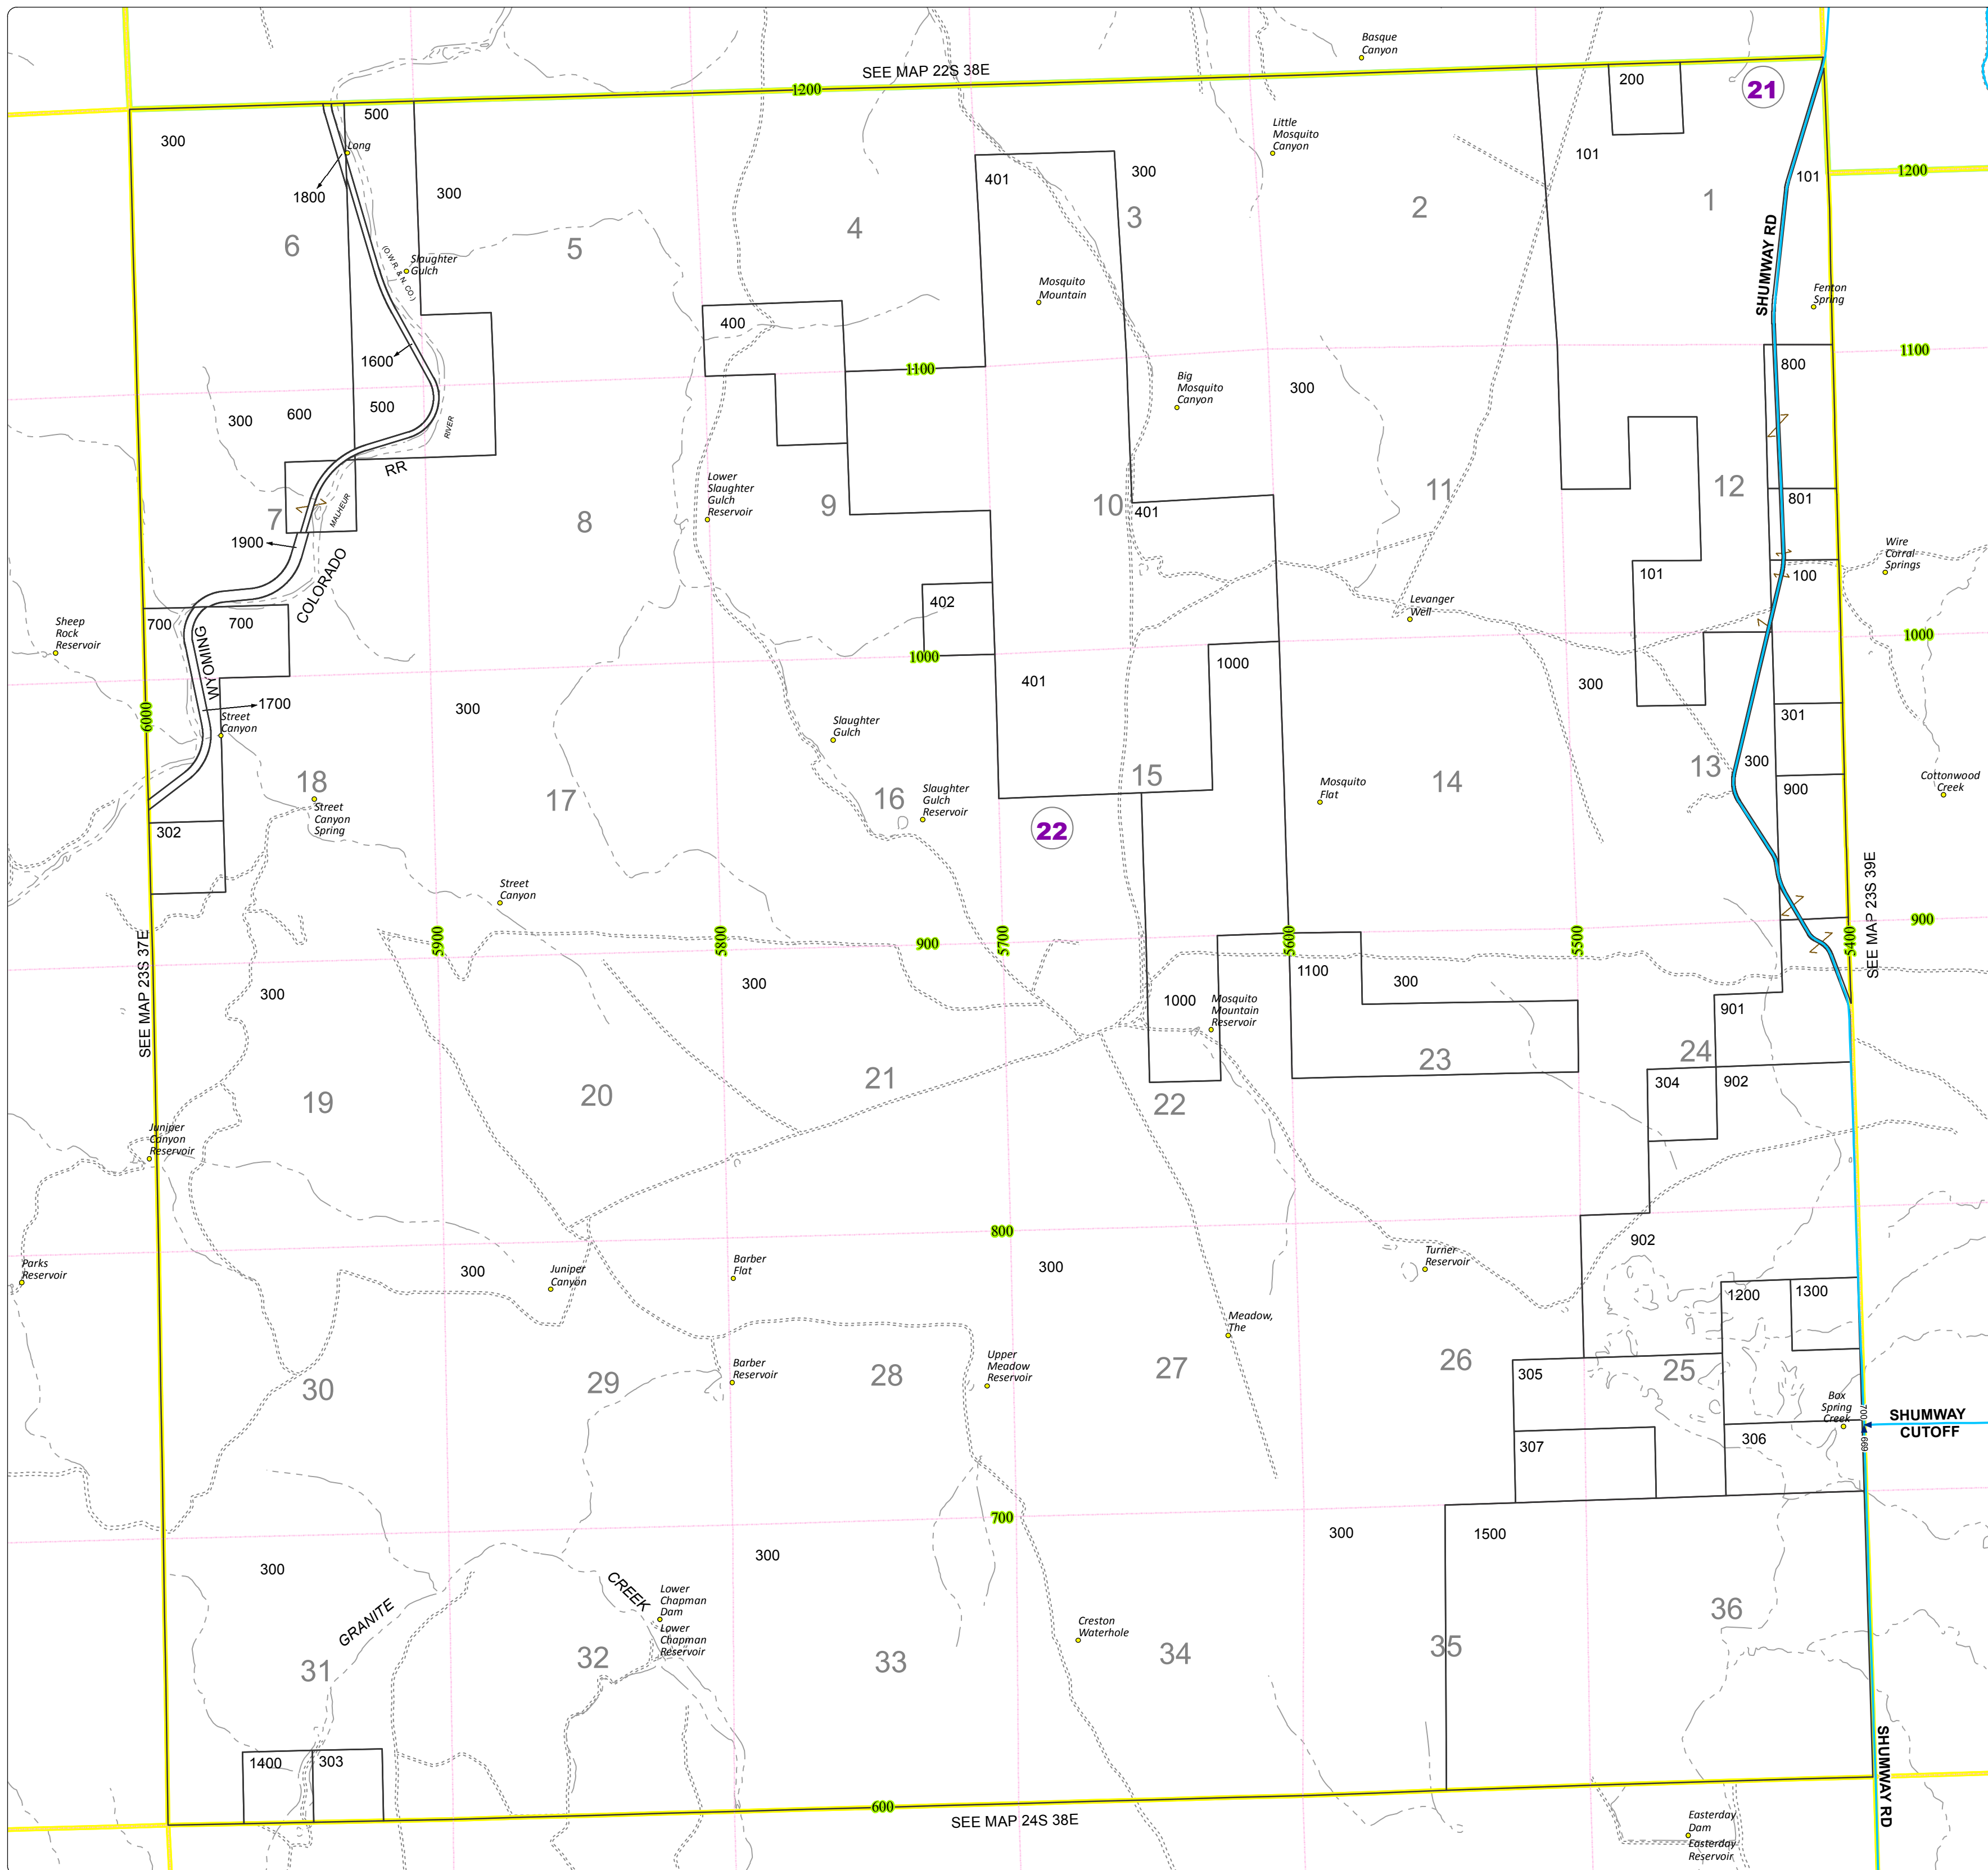 Basque
Canyon
SEE MAP 22S 38E
1200
200
21
500
300
Long
Little
Mosquito
Canyon
101
401
300
101
1200
1800
300
6
5
4
3
2
1
SHUMWAY RD
(O.W.R. & N. CO.)
Slaughter
Gulch
Mosquito
Mountain
Fenton
Spring
400
1600
1100
1100
800
Big
Mosquito
Canyon
300
300
600
500
RIVER
RR
Lower
Slaughter
Gulch
Reservoir
7
MALHEUR
8
9
10
401
11
12
801
1900
COLORADO
Wire
Corral
Springs
101
100
402
Levanger
Well
Sheep
Rock
Reservoir
700
700
WYOMING
1000
1000
1000
401
300
1700
6000
Street
Canyon
300
301
Slaughter
Gulch
18
Street
Canyon
Spring
17
16
Slaughter
Gulch
Reservoir
15
Mosquito
Flat
14
13
300
900
Cottonwood
Creek
302
22
Street
Canyon
SEE MAP 23S 37E
5900
5800
900
5700
5600
5500
5400
SEE MAP 23S 39E
900
300
300
1000
Mosquito
Mountain
Reservoir
1100
300
901
19
20
21
22
23
24
304
902
Juniper
Canyon
Reservoir
Parks
Reservoir
300
Juniper
Canyon
Barber
Flat
800
300
Turner
Reservoir
902
1200
1300
Meadow,
The
30
29
Barber
Reservoir
28
Upper
Meadow
Reservoir
27
26
305
25
Box
Spring
Creek
700
699
SHUMWAY
CUTOFF
307
306
700
300
300
300
1500
GRANITE
CREEK
Lower
Chapman
Dam
Lower
Chapman
Reservoir
Creston
Waterhole
31
32
33
34
35
36
1400
303
600
SEE MAP 24S 38E
SHUMWAY RD
Easterday
Dam
Easterday
Reservoir